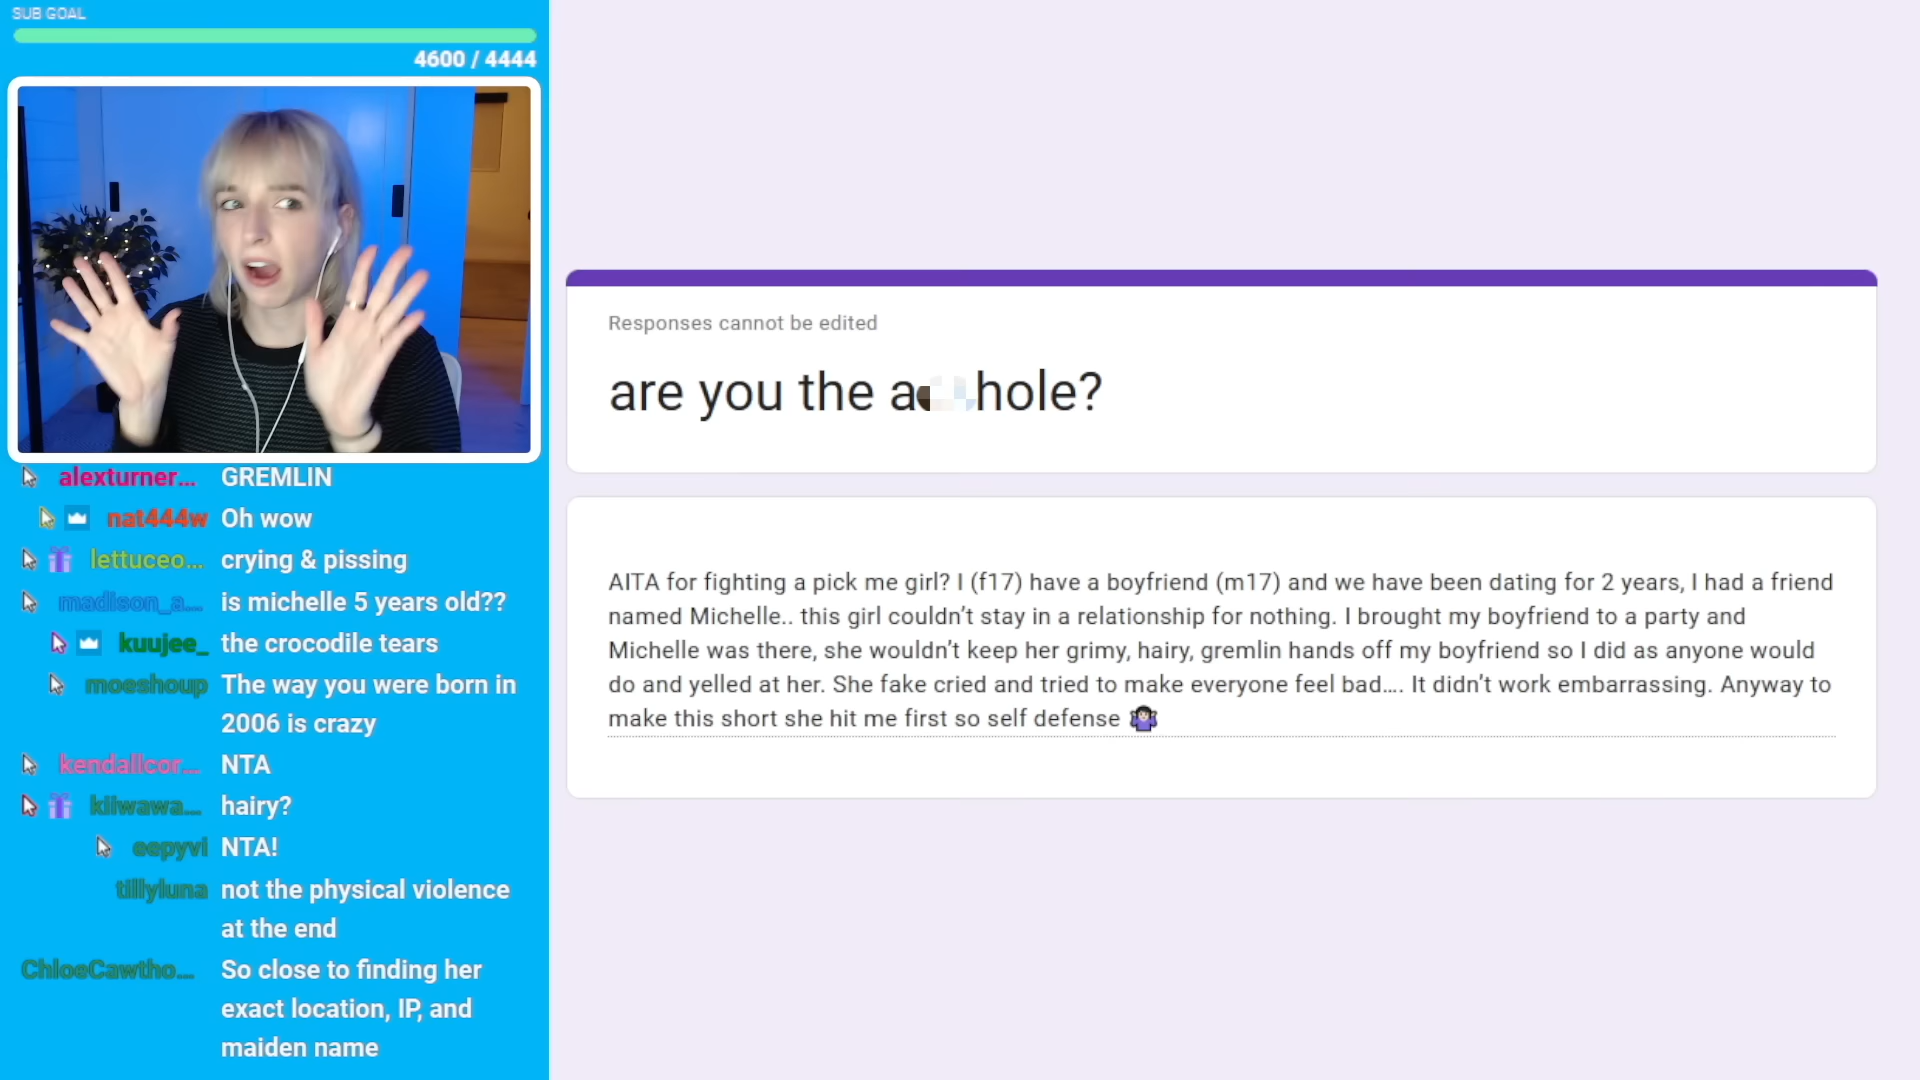 SUB GOAL
4600 / 4444
alexturner... GREMLIN
nat444w Oh wow
lettuceo... crying & pissing
madison_a... is michelle 5 years old??
kuujee_ the crocodile tears
moeshoup The way you were born in
2006 is crazy
kendallcor... NTA
kiiwawa... hairy?
eepyvi NTA!
tillyluna not the physical violence
at the end
ChloeCawtho... So close to finding her
exact location, IP, and
maiden name
Responses cannot be edited
are you the a hole?
AITA for fighting a pick me girl? I (f17) have a boyfriend (m17) and we have been dating for 2 years, I had a friend
named Michelle.. this girl couldn’t stay in a relationship for nothing. I brought my boyfriend to a party and
Michelle was there, she wouldn’t keep her grimy, hairy, gremlin hands off my boyfriend so I did as anyone would
do and yelled at her. She fake cried and tried to make everyone feel bad…. It didn’t work embarrassing. Anyway to
make this short she hit me first so self defense 🤷🏻‍♀️